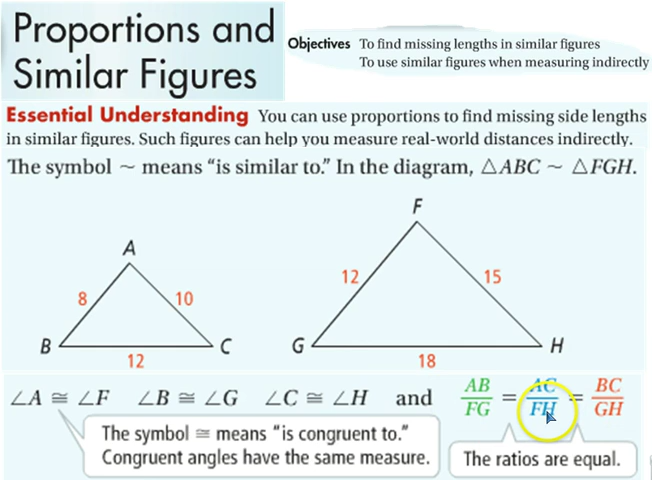 Proportions and
Similar Figures
Objectives To find missing lengths in similar figures
To use similar figures when measuring indirectly
Essential Understanding You can use proportions to find missing side lengths
in similar figures. Such figures can help you measure real-world distances indirectly.
The symbol ~ means “is similar to.” In the diagram, △ABC ~ △FGH.
F
A
12
15
8
10
B
C
G
H
12
18
∠A ≅ ∠F ∠B ≅ ∠G ∠C ≅ ∠H and AB/FG = AC/FH = BC/GH
The symbol ≅ means “is congruent to.”
Congruent angles have the same measure.
The ratios are equal.